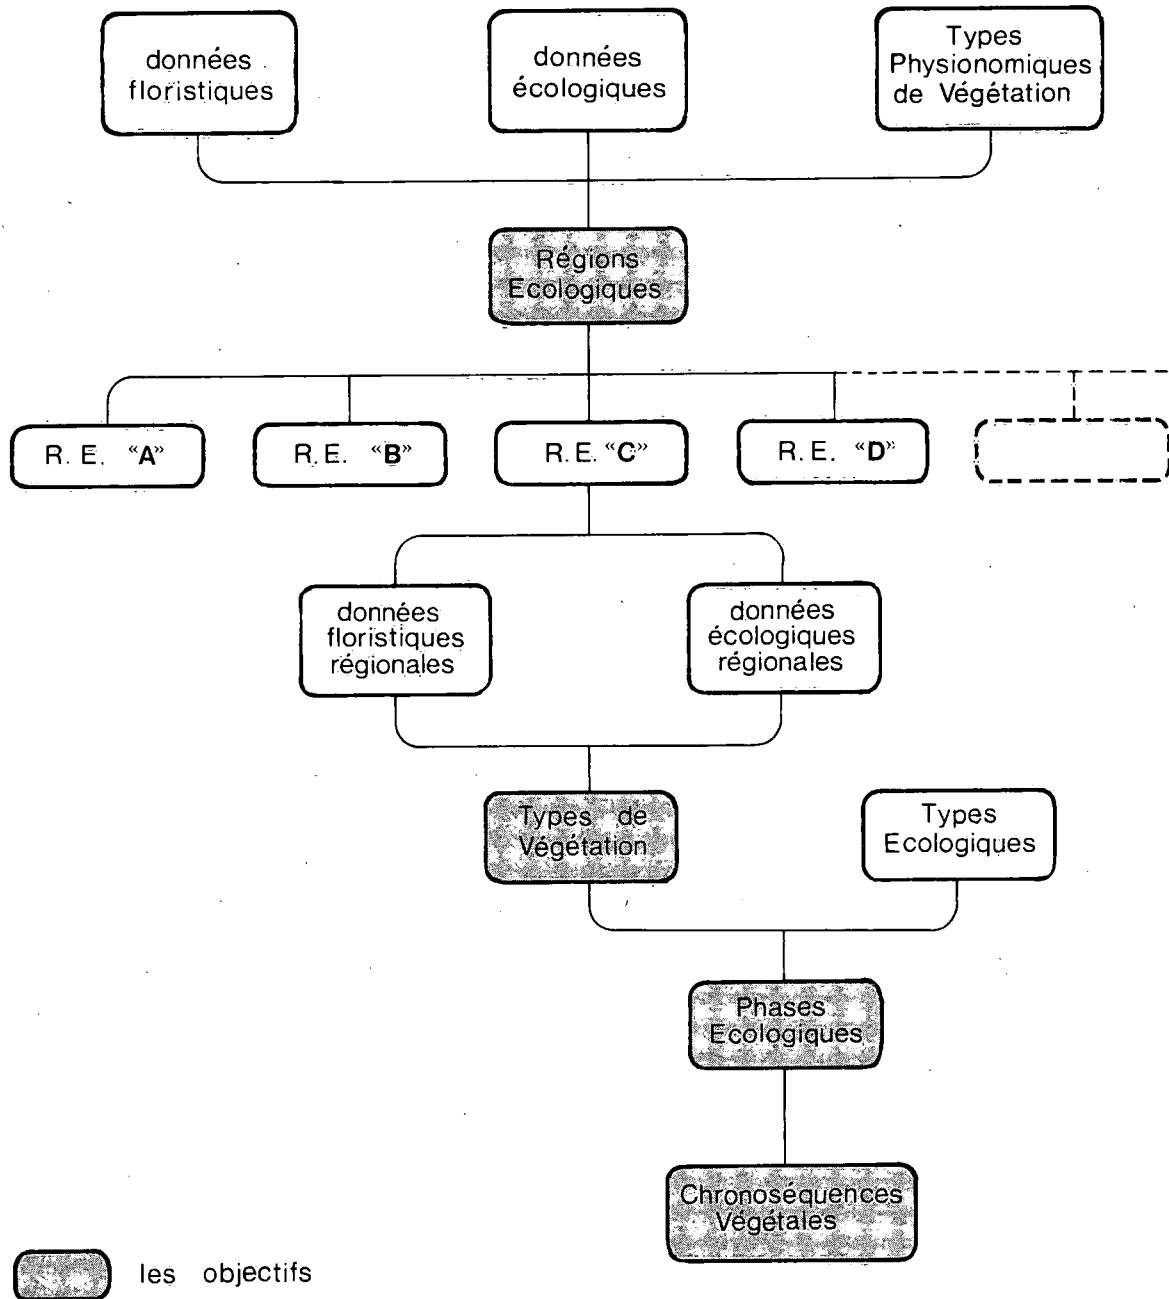 données
floristiques
données
écologiques
Types
Physionomiques
de Végétation
Régions
Ecologiques
R. E. «A»
R. E. «B»
R. E. «C»
R. E. «D»
données
floristiques
régionales
données
écologiques
régionales
Types de
Végétation
Types
Ecologiques
Phases
Ecologiques
Chronoséquences
Végétales
les objectifs